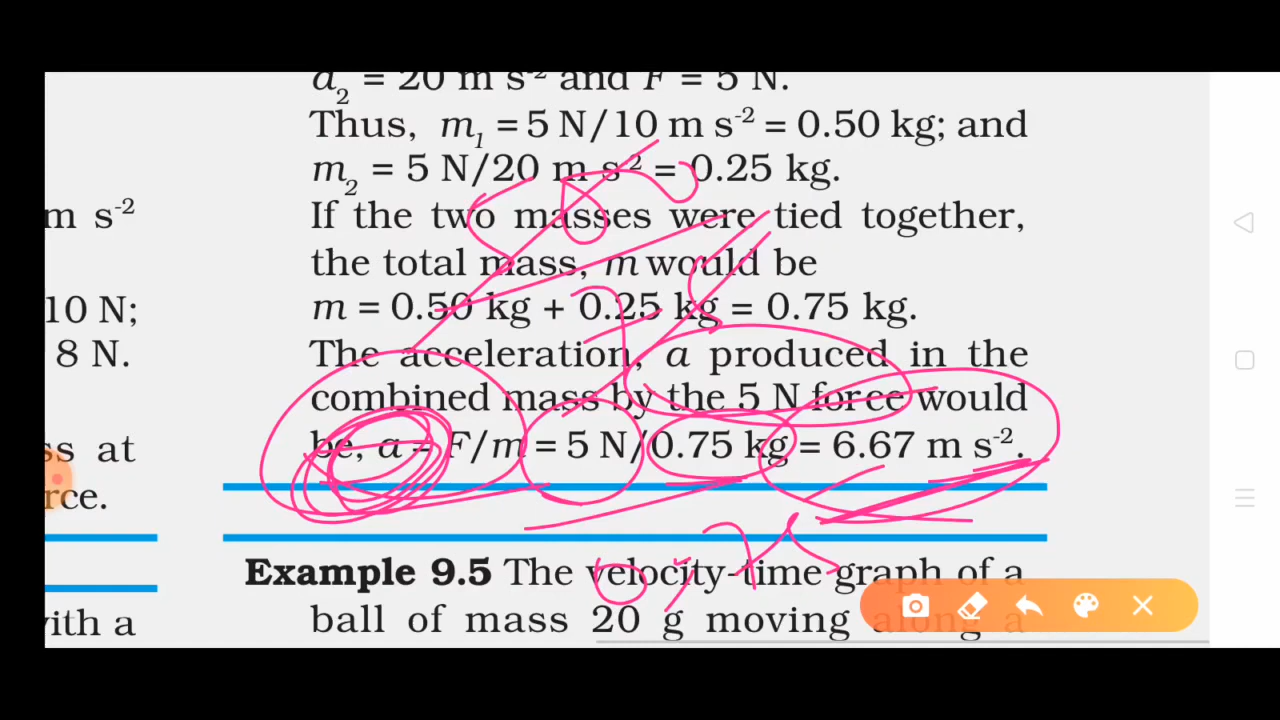 a₂ = 20 m s⁻² and F = 5 N.
Thus, m₁ = 5 N/10 m s⁻² = 0.50 kg; and
m₂ = 5 N/20 m s⁻² = 0.25 kg.
m s⁻²
If the two masses were tied together,
the total mass, m would be
10 N;
m = 0.50 kg + 0.25 kg = 0.75 kg.
8 N.
The acceleration, a produced in the
combined mass by the 5 N force would
ss at
be, a = F/m = 5 N/0.75 kg = 6.67 m s⁻².
rce.
Example 9.5 The velocity-time graph of a
with a
ball of mass 20 g moving along a